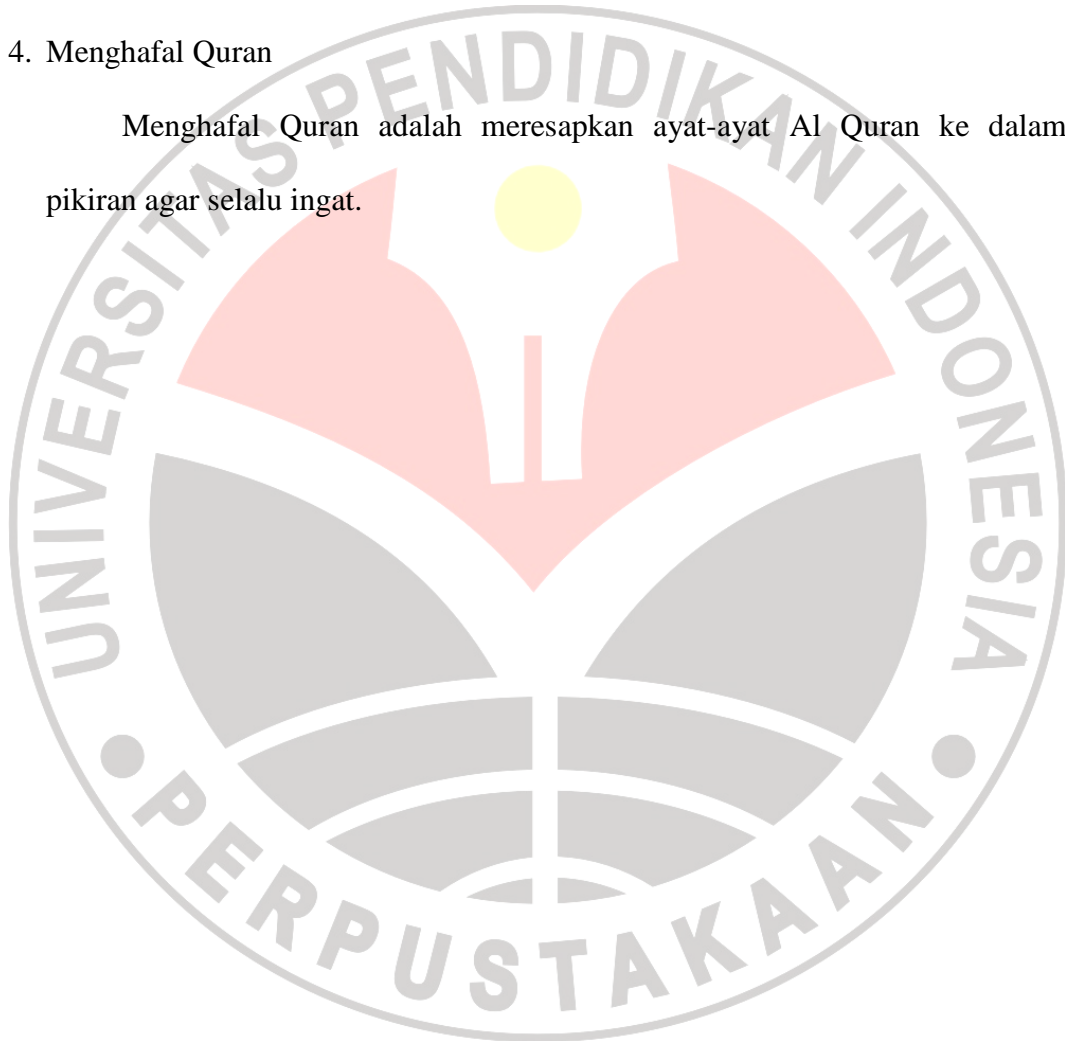 4. Menghafal Quran
Menghafal Quran adalah meresapkan ayat-ayat Al Quran ke dalam
pikiran agar selalu ingat.
UNIVERSITAS PENDIDIKAN INDONESIA
PERPUSTAKAAN